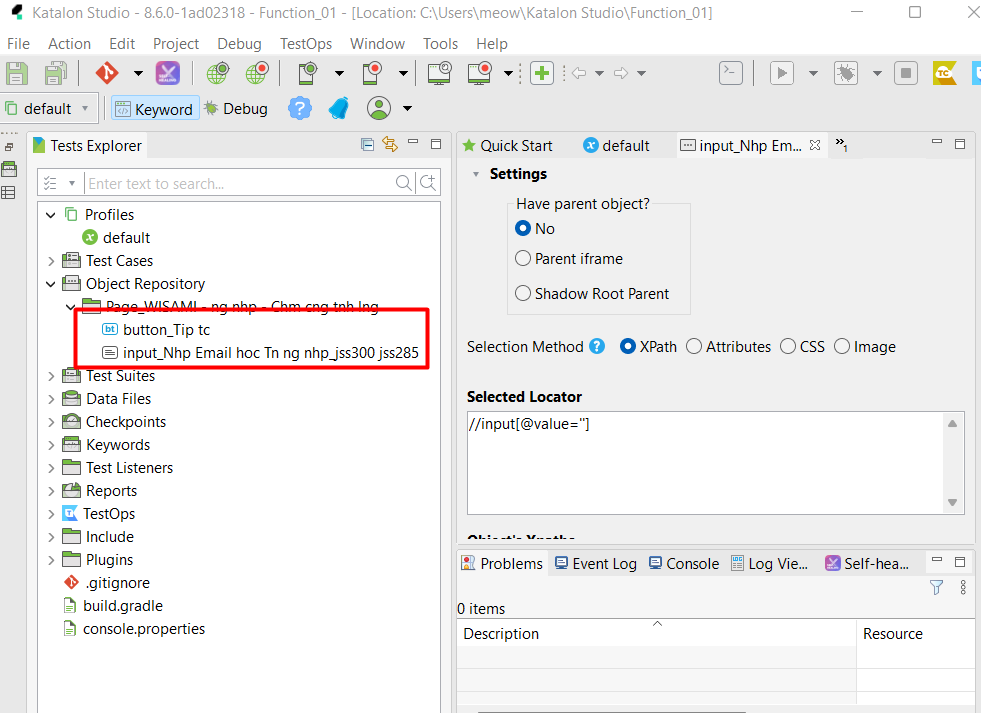 Katalon Studio - 8.6.0-1ad02318 - Function_01 - [Location: C:\Users\meow\Katalon Studio\Function_01]
File Action Edit Project Debug TestOps Window Tools Help
default Keyword Debug
Tests Explorer
Enter text to search...
Profiles
default
Test Cases
Object Repository
Page_WISAMI - ng nhp - Chm cng tnh lng
button_Tip tc
input_Nhp Email hoc Tn ng nhp_jss300 jss285
Test Suites
Data Files
Checkpoints
Keywords
Test Listeners
Reports
TestOps
Include
Plugins
.gitignore
build.gradle
console.properties
Quick Start default input_Nhp Em... »1
Settings
Have parent object?
No
Parent iframe
Shadow Root Parent
Selection Method XPath Attributes CSS Image
Selected Locator
//input[@value='']
Object's Xpaths
Problems Event Log Console Log Vie... Self-hea...
0 items
Description Resource